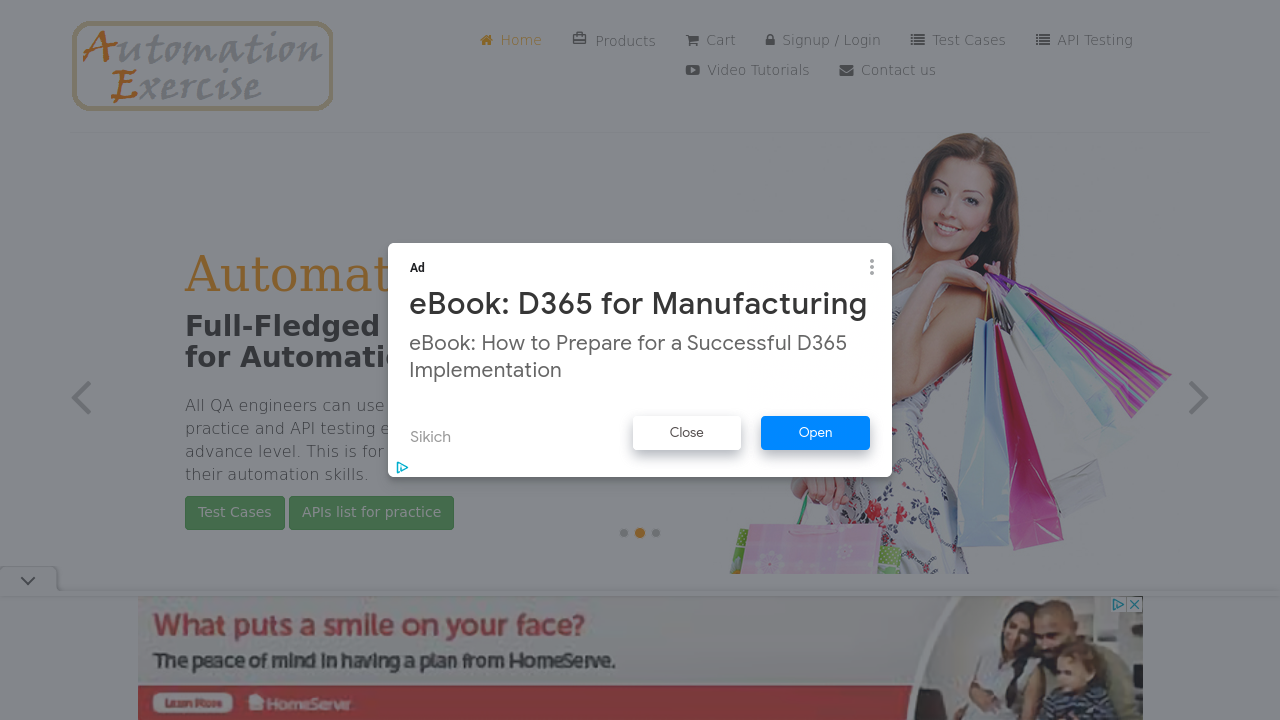 Automation
Exercise
Home
Products
Cart
Signup / Login
Test Cases
API Testing
Video Tutorials
Contact us
Automat
Full-Fledged
for Automati
All QA engineers can use
practice and API testing e
advance level. This is for
their automation skills.
Test Cases
APIs list for practice
Ad
eBook: D365 for Manufacturing
eBook: How to Prepare for a Successful D365
Implementation
Sikich
Close
Open
What puts a smile on your face?
The peace of mind in having a plan from HomeServe.
Learn More
HomeServe